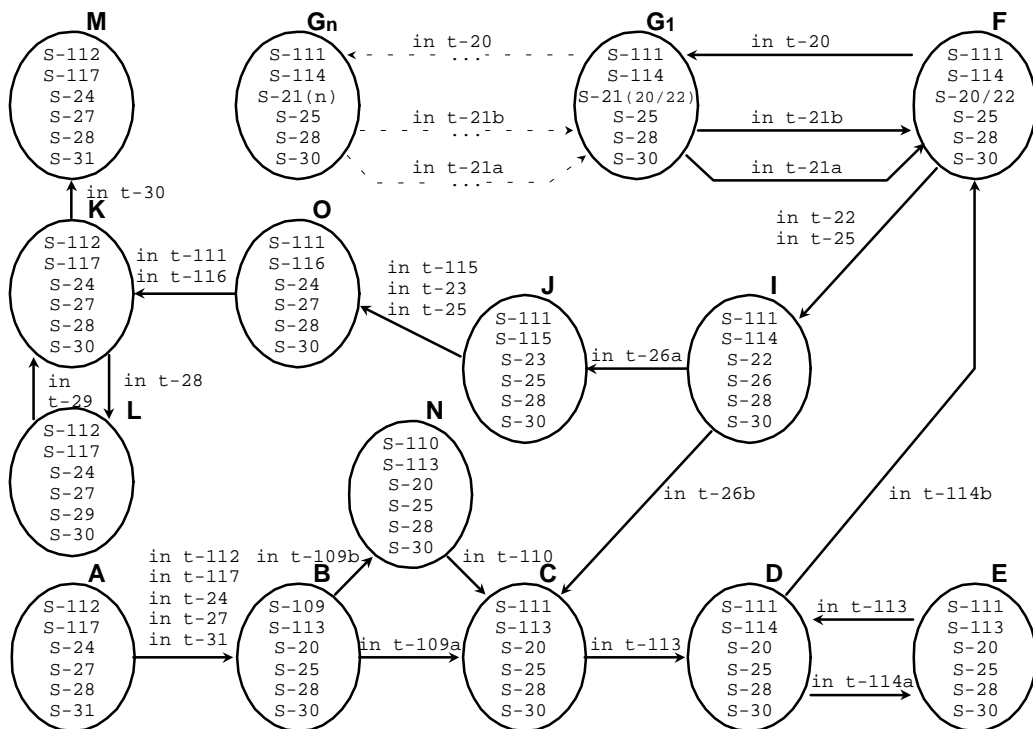 M
S-112
S-117
S-24
S-27
S-28
S-31
Gn
S-111
S-114
S-21(n)
S-25
S-28
S-30
in t-20
...
in t-21b
...
in t-21a
...
G1
S-111
S-114
S-21(20/22)
S-25
S-28
S-30
in t-20
in t-21b
in t-21a
F
S-111
S-114
S-20/22
S-25
S-28
S-30
in t-30
K
S-112
S-117
S-24
S-27
S-28
S-30
in t-111
in t-116
O
S-111
S-116
S-24
S-27
S-28
S-30
in t-115
in t-23
in t-25
J
S-111
S-115
S-23
S-25
S-28
S-30
in t-26a
I
S-111
S-114
S-22
S-26
S-28
S-30
in t-22
in t-25
in
t-29
in t-28
L
S-112
S-117
S-24
S-27
S-29
S-30
N
S-110
S-113
S-20
S-25
S-28
S-30
in t-26b
in t-114b
A
S-112
S-117
S-24
S-27
S-28
S-31
in t-112
in t-117
in t-24
in t-27
in t-31
in t-109b
B
S-109
S-113
S-20
S-25
S-28
S-30
in t-109a
in t-110
C
S-111
S-113
S-20
S-25
S-28
S-30
in t-113
D
S-111
S-114
S-20
S-25
S-28
S-30
in t-113
in t-114a
E
S-111
S-113
S-20
S-25
S-28
S-30